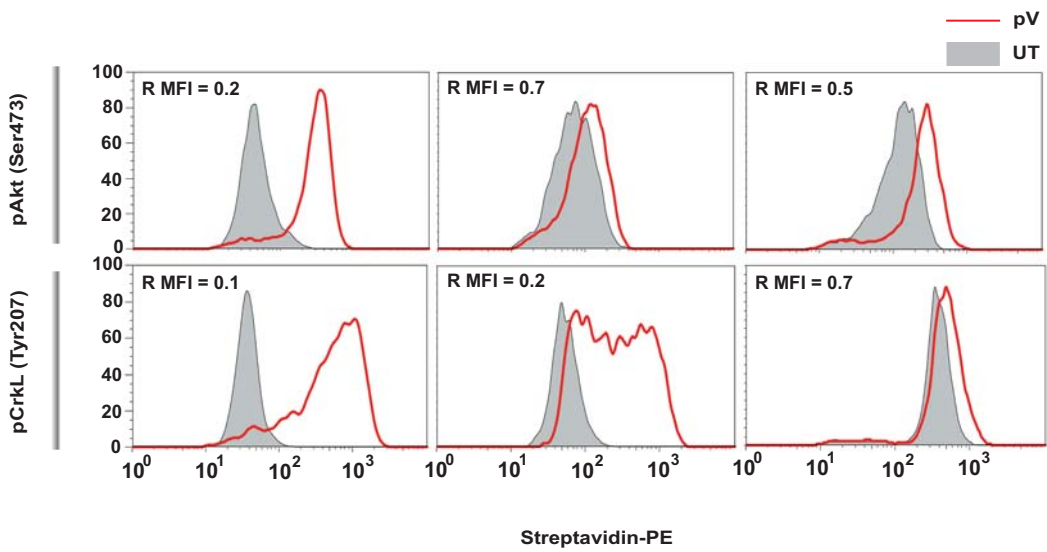 pV
UT
pAkt (Ser473)
100
80
60
40
20
0
R MFI = 0.2
R MFI = 0.7
R MFI = 0.5
pCrkL (Tyr207)
100
80
60
40
20
0
R MFI = 0.1
R MFI = 0.2
R MFI = 0.7
10⁰ 10¹ 10² 10³
10⁰ 10¹ 10² 10³
10⁰ 10¹ 10² 10³
Streptavidin-PE